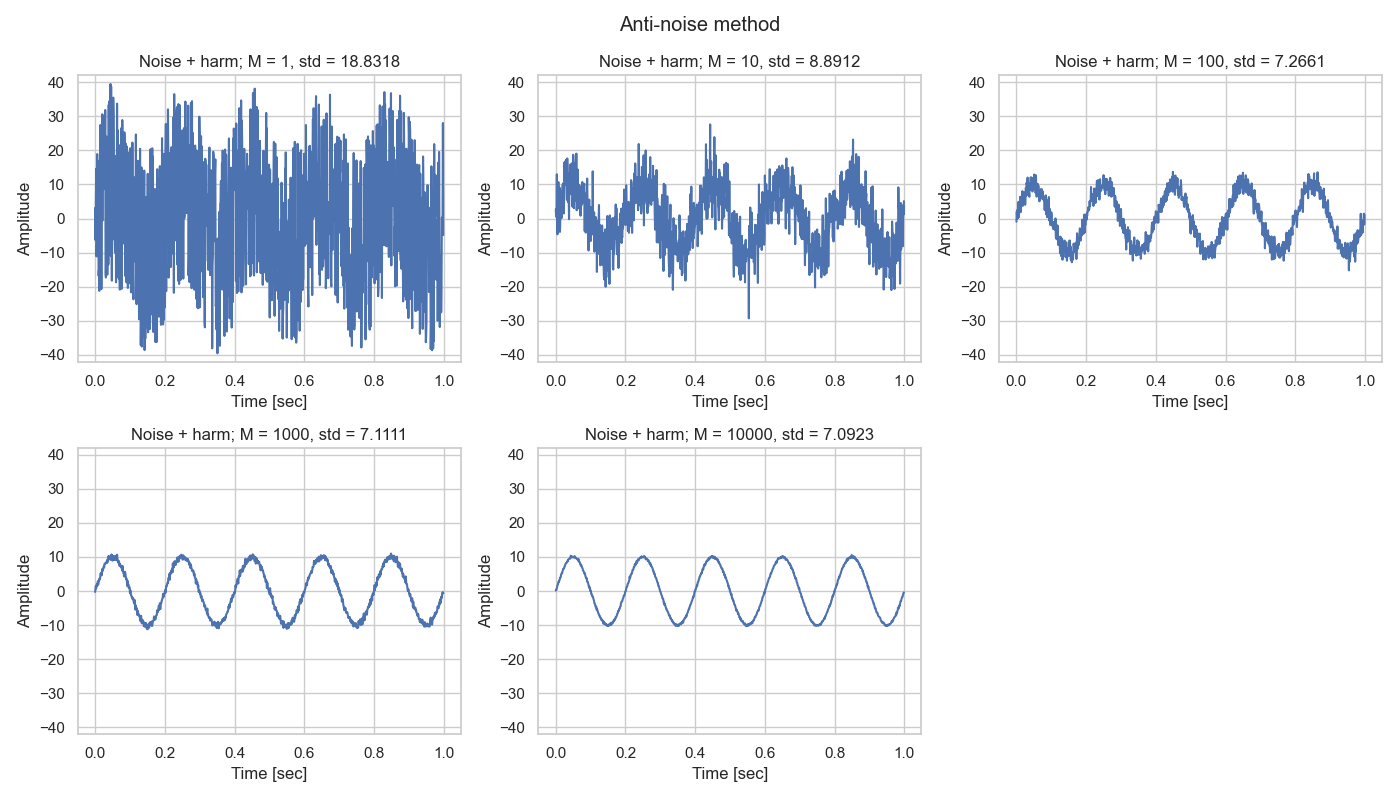 Anti-noise method
Noise + harm; M = 1, std = 18.8318
40
30
20
10
0
−10
−20
−30
−40
Amplitude
0.0 0.2 0.4 0.6 0.8 1.0
Time [sec]
Noise + harm; M = 10, std = 8.8912
40
30
20
10
0
−10
−20
−30
−40
Amplitude
0.0 0.2 0.4 0.6 0.8 1.0
Time [sec]
Noise + harm; M = 100, std = 7.2661
40
30
20
10
0
−10
−20
−30
−40
Amplitude
0.0 0.2 0.4 0.6 0.8 1.0
Time [sec]
Noise + harm; M = 1000, std = 7.1111
40
30
20
10
0
−10
−20
−30
−40
Amplitude
0.0 0.2 0.4 0.6 0.8 1.0
Time [sec]
Noise + harm; M = 10000, std = 7.0923
40
30
20
10
0
−10
−20
−30
−40
Amplitude
0.0 0.2 0.4 0.6 0.8 1.0
Time [sec]